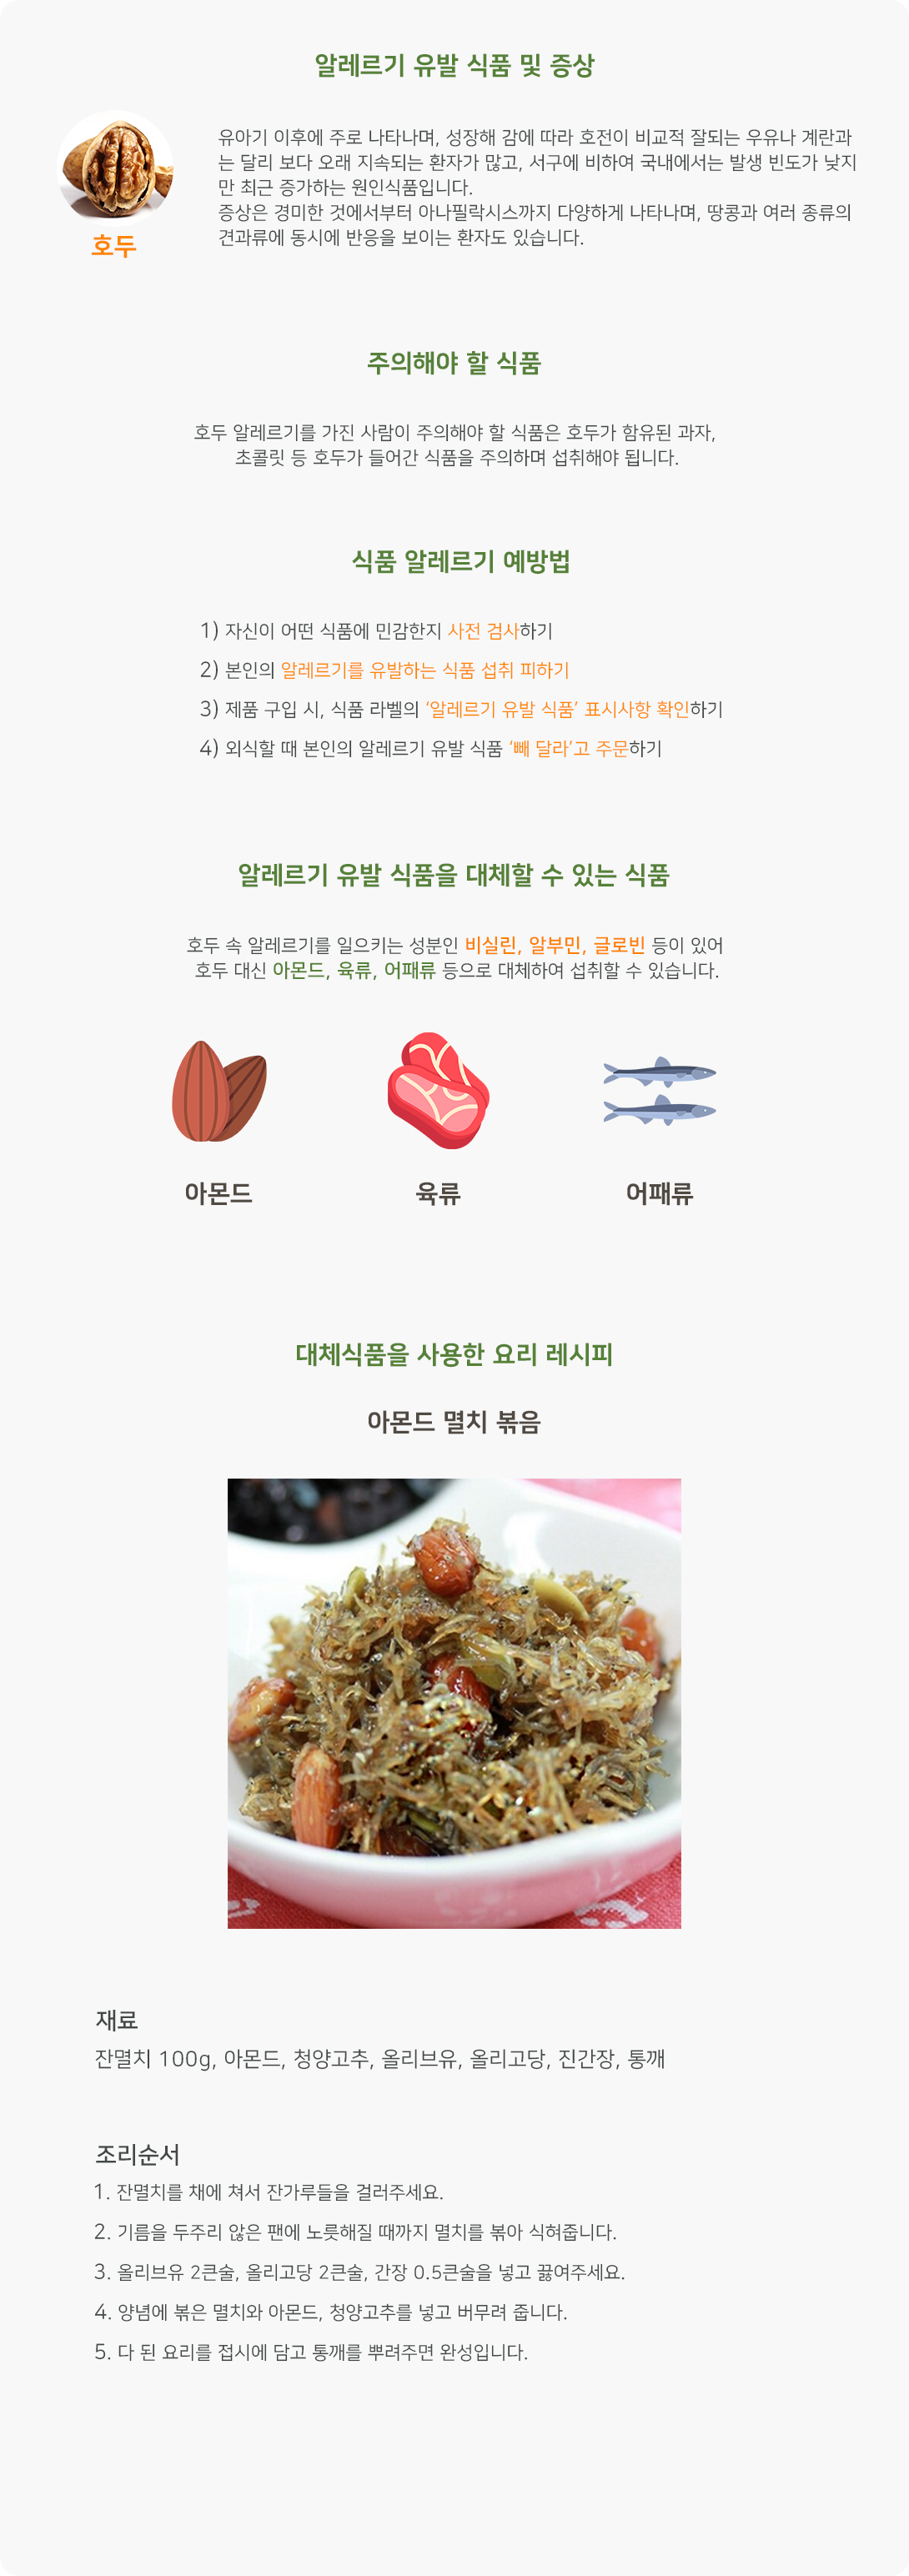 알레르기 유발 식품 및 증상
호두
유아기 이후에 주로 나타나며, 성장해 감에 따라 호전이 비교적 잘되는 우유나 계란과
는 달리 보다 오래 지속되는 환자가 많고, 서구에 비하여 국내에서는 발생 빈도가 낮지
만 최근 증가하는 원인식품입니다.
증상은 경미한 것에서부터 아나필락시스까지 다양하게 나타나며, 땅콩과 여러 종류의
견과류에 동시에 반응을 보이는 환자도 있습니다.
주의해야 할 식품
호두 알레르기를 가진 사람이 주의해야 할 식품은 호두가 함유된 과자,
초콜릿 등 호두가 들어간 식품을 주의하며 섭취해야 됩니다.
식품 알레르기 예방법
1) 자신이 어떤 식품에 민감한지 사전 검사하기
2) 본인의 알레르기를 유발하는 식품 섭취 피하기
3) 제품 구입 시, 식품 라벨의 ‘알레르기 유발 식품’ 표시사항 확인하기
4) 외식할 때 본인의 알레르기 유발 식품 ‘빼 달라’고 주문하기
알레르기 유발 식품을 대체할 수 있는 식품
호두 속 알레르기를 일으키는 성분인 비실린, 알부민, 글로빈 등이 있어
호두 대신 아몬드, 육류, 어패류 등으로 대체하여 섭취할 수 있습니다.
아몬드
육류
어패류
대체식품을 사용한 요리 레시피
아몬드 멸치 볶음
재료
잔멸치 100g, 아몬드, 청양고추, 올리브유, 올리고당, 진간장, 통깨
조리순서
1. 잔멸치를 채에 쳐서 잔가루들을 걸러주세요.
2. 기름을 두주리 않은 팬에 노릇해질 때까지 멸치를 볶아 식혀줍니다.
3. 올리브유 2큰술, 올리고당 2큰술, 간장 0.5큰술을 넣고 끓여주세요.
4. 양념에 볶은 멸치와 아몬드, 청양고추를 넣고 버무려 줍니다.
5. 다 된 요리를 접시에 담고 통깨를 뿌려주면 완성입니다.